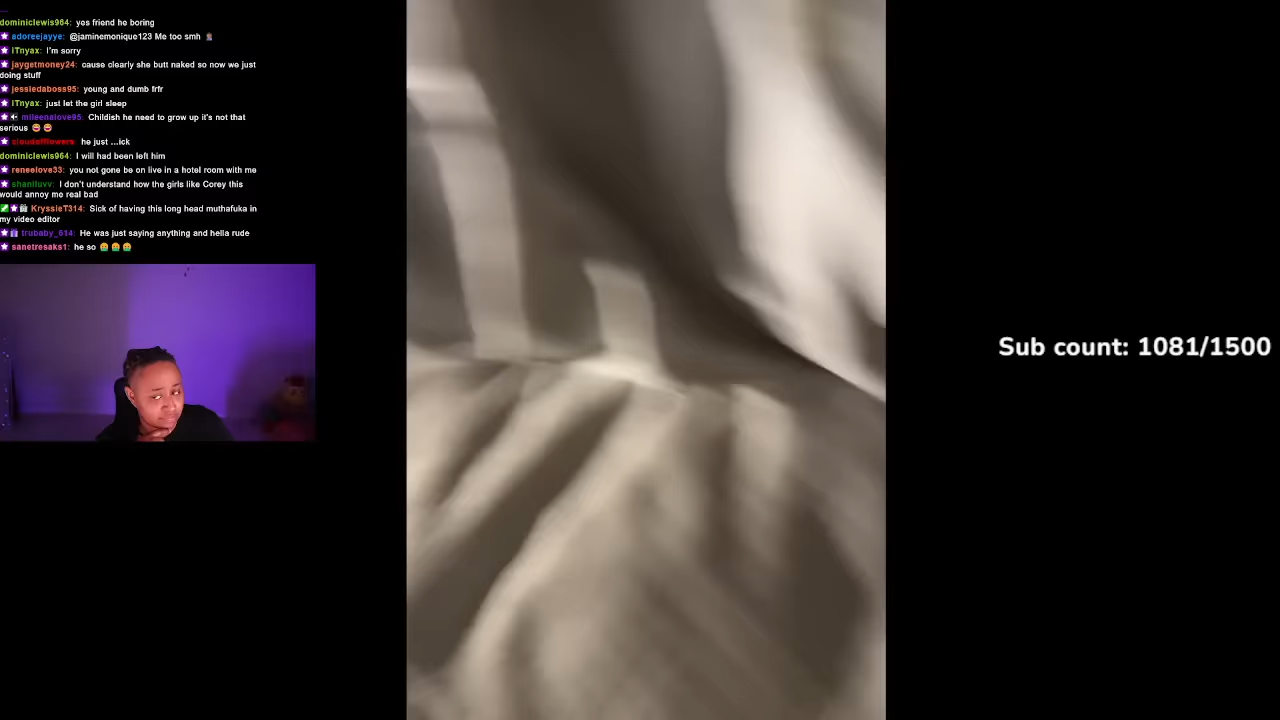 dominiclewis964: yes friend he boring
adoreejayye: @jaminemonique123 Me too smh
ITnyax: I'm sorry
jaygetmoney24: cause clearly she butt naked so now we just
doing stuff
jessiedaboss95: young and dumb frfr
ITnyax: just let the girl sleep
mileenalove95: Childish he need to grow up it's not that
serious
he just ...ick
dominiclewis964: I will had been left him
reneelove33: you not gone be on live in a hotel room with me
shaniluvv: I don't understand how the girls like Corey this
would annoy me real bad
KryssieT314: Sick of having this long head muthafuka in
my video editor
trubaby_614: He was just saying anything and hella rude
sanetresaks1: he so
Sub count: 1081/1500